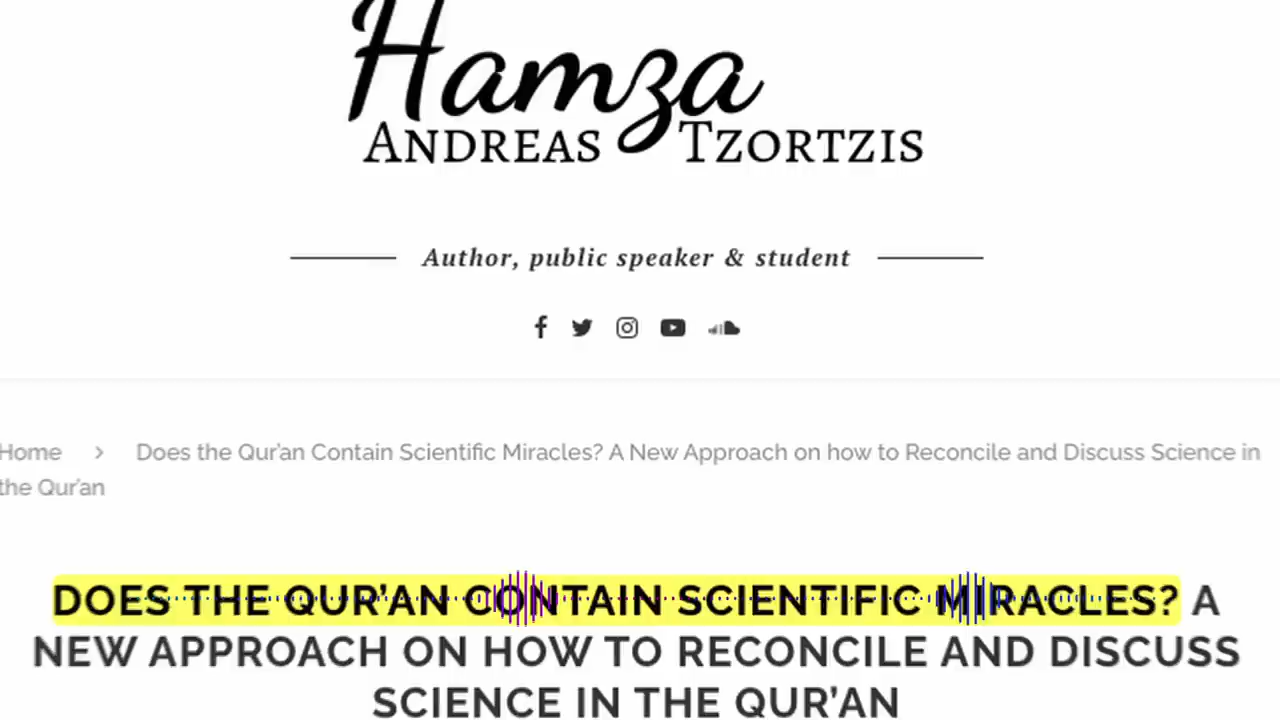 Hamza
ANDREAS TZORTZIS
Author, public speaker & student
Home > Does the Qur’an Contain Scientific Miracles? A New Approach on how to Reconcile and Discuss Science in
the Qur’an
DOES THE QUR’AN CONTAIN SCIENTIFIC MIRACLES? A
NEW APPROACH ON HOW TO RECONCILE AND DISCUSS
SCIENCE IN THE QUR’AN